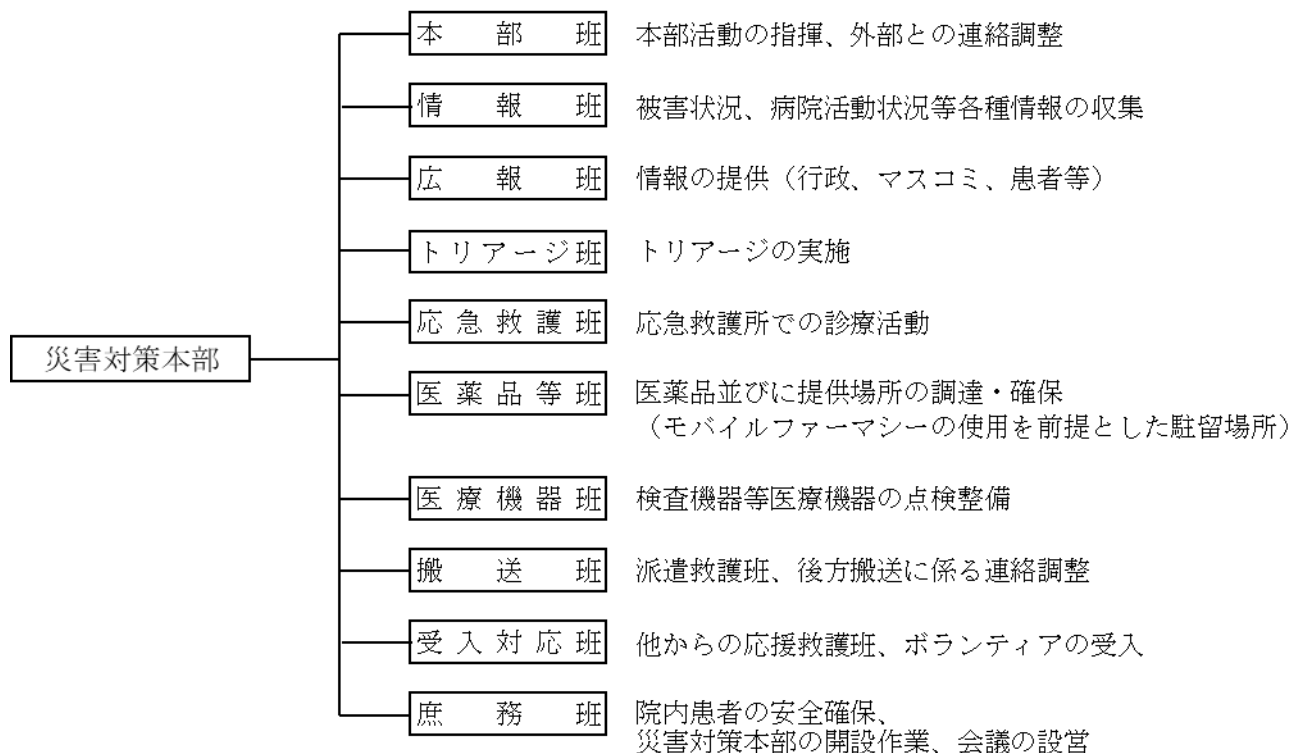 本部班 本部活動の指揮、外部との連絡調整
情報班 被害状況、病院活動状況等各種情報の収集
広報班 情報の提供（行政、マスコミ、患者等）
トリアージ班 トリアージの実施
応急救護班 応急救護所での診療活動
災害対策本部
医薬品等班 医薬品並びに提供場所の調達・確保
（モバイルファーマシーの使用を前提とした駐留場所）
医療機器班 検査機器等医療機器の点検整備
搬送班 派遣救護班、後方搬送に係る連絡調整
受入対応班 他からの応援救護班、ボランティアの受入
庶務班 院内患者の安全確保、
災害対策本部の開設作業、会議の設営